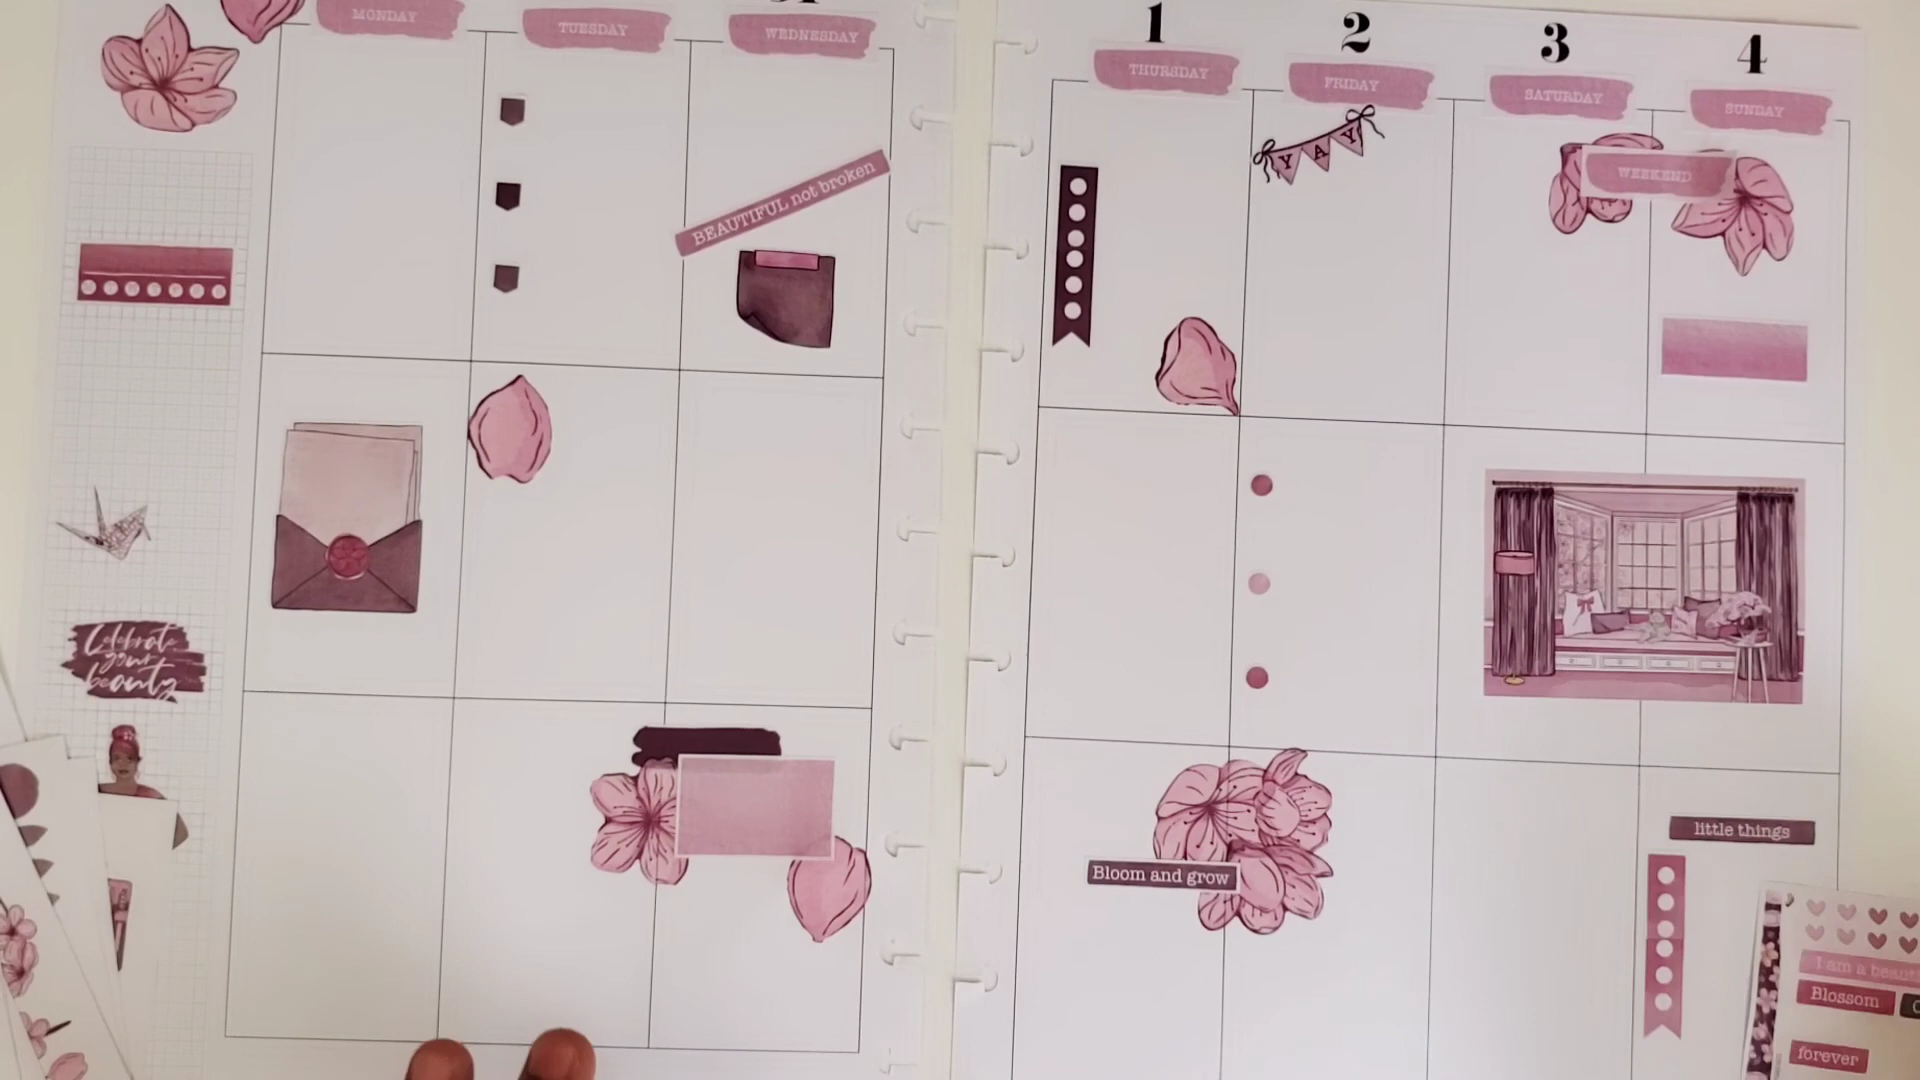 MONDAY
TUESDAY
WEDNESDAY
1
2
3
4
THURSDAY
FRIDAY
SATURDAY
SUNDAY
YAY
WEEKEND
BEAUTIFUL not broken
Celebrate
your
beauty
Bloom and grow
little things
I am a
Blossom
forever